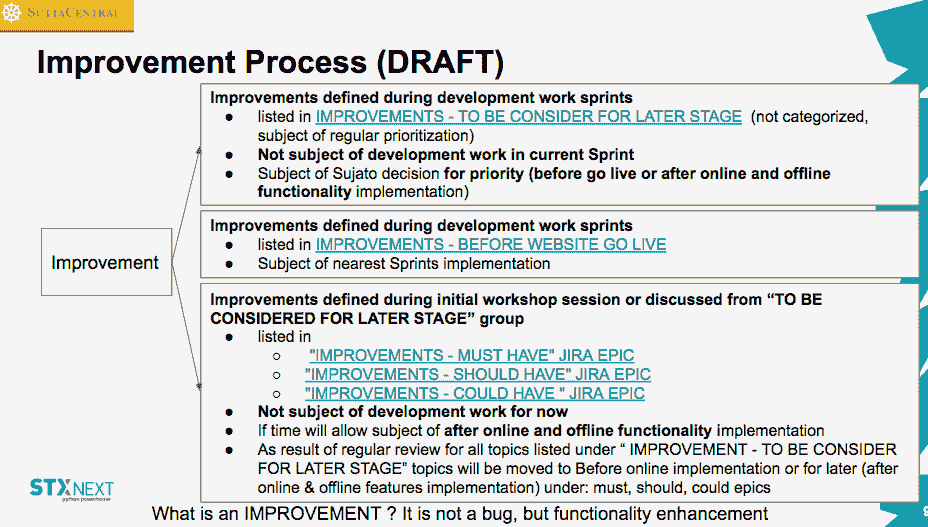 SUTTACENTRAL
Improvement Process (DRAFT)
Improvements defined during development work sprints
● listed in IMPROVEMENTS - TO BE CONSIDER FOR LATER STAGE (not categorized,
subject of regular prioritization)
● Not subject of development work in current Sprint
● Subject of Sujato decision for priority (before go live or after online and offline
functionality implementation)
Improvement
Improvements defined during development work sprints
● listed in IMPROVEMENTS - BEFORE WEBSITE GO LIVE
● Subject of nearest Sprints implementation
Improvements defined during initial workshop session or discussed from “TO BE
CONSIDERED FOR LATER STAGE” group
● listed in
○ "IMPROVEMENTS - MUST HAVE" JIRA EPIC
○ "IMPROVEMENTS - SHOULD HAVE" JIRA EPIC
○ "IMPROVEMENTS - COULD HAVE " JIRA EPIC
● Not subject of development work for now
● If time will allow subject of after online and offline functionality implementation
● As result of regular review for all topics listed under “ IMPROVEMENT - TO BE CONSIDER
FOR LATER STAGE” topics will be moved to Before online implementation or for later (after
online & offline features implementation) under: must, should, could epics
STX NEXT
python powerhouse
What is an IMPROVEMENT ? It is not a bug, but functionality enhancement